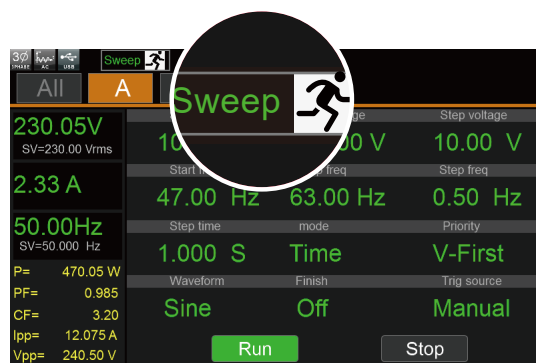 3Ø
3PHASE AC USB
Sweep
All A
Sweep
230.05V
SV=230.00 Vrms
2.33 A
50.00Hz
SV=50.000 Hz
P= 470.05 W
PF= 0.985
CF= 3.20
Ipp= 12.075 A
Vpp= 240.50 V
Step voltage
10.00 V
Step freq
47.00 Hz 63.00 Hz 0.50 Hz
Step time mode Priority
1.000 S Time V-First
Waveform Finish Trig source
Sine Off Manual
Run Stop